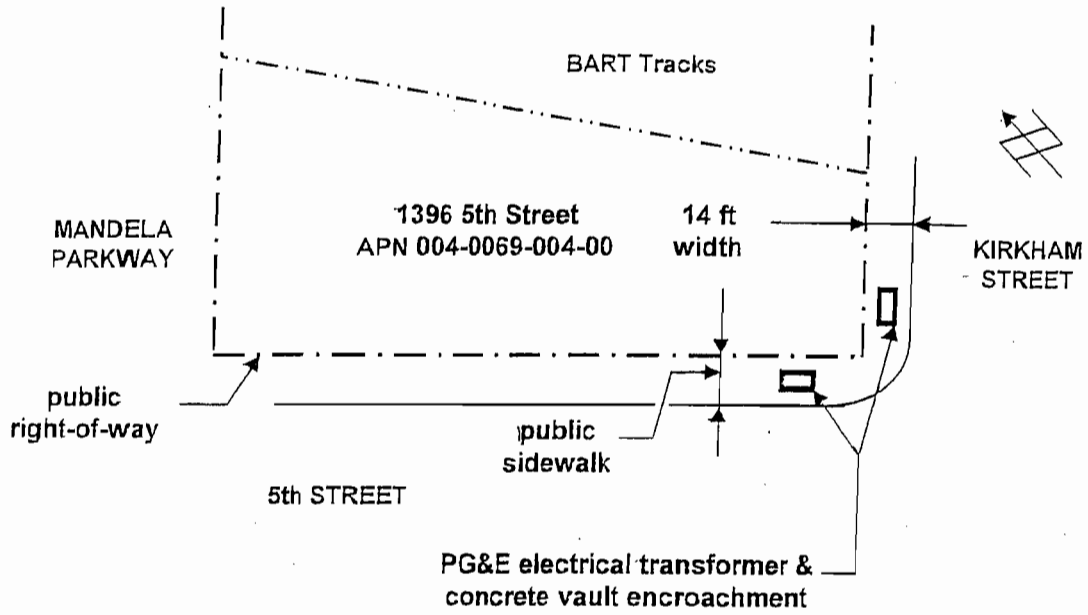 BART Tracks
MANDELA
PARKWAY
1396 5th Street
APN 004-0069-004-00
14 ft
width
KIRKHAM
STREET
public
right-of-way
public
sidewalk
5th STREET
PG&E electrical transformer &
concrete vault encroachment